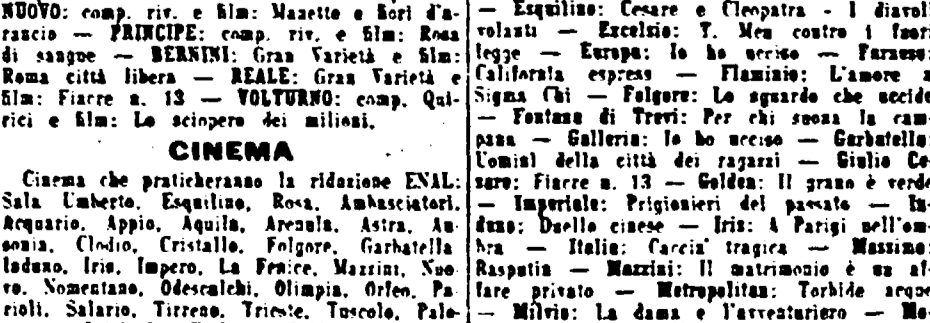 NUOVO: comp. riv. e film: Manette e fiori d'a-
rancio — PRINCIPE: comp. riv. e film: Rosa
di sangue — BERNINI: Gran Varietà e film:
Roma città libera — REALE: Gran Varietà e
film: Fiacre n. 13 — VOLTURNO: comp. Qui-
rici e film: Lo sciopero dei milioni.
CINEMA
Cinema che praticheranno la riduzione ENAL:
Sala Umberto, Esquilino, Rosa, Ambasciatori,
Acquario, Appio, Aquila, Arenula, Astra, Au-
sonia, Clodio, Cristallo, Folgore, Garbatella
Induno, Iris, Impero, La Fenice, Mazzini, Nuo-
vo, Nomentano, Odescalchi, Olimpia, Orfeo, Pa-
rioli, Salario, Tirreno, Trieste, Tuscolo, Pale-
— Esquilino: Cesare e Cleopatra - I diavoli
volanti — Excelsio: T. Men contro i fuori
legge — Europa: Io ho ucciso — Farnese:
California espress — Flaminio: L'amore a
Sigma Chi — Folgore: Lo sguardo che uccide
— Fontana di Trevi: Per chi suona la cam-
pana — Galleria: Io ho ucciso — Garbatella:
L'omini della città dei ragazzi — Giulio Ce-
sare: Fiacre n. 13 — Golden: Il grano è verde
— Imperiale: Prigionieri del passato — In-
duno: Duello cinese — Iris: A Parigi nell'om-
bra — Italia: Caccia tragica — Massimo:
Rasputin — Mazzini: Il matrimonio è un af-
fare privato — Metropolitan: Torbide acque
— Milvio: La dama e l'avventuriero — Mo-